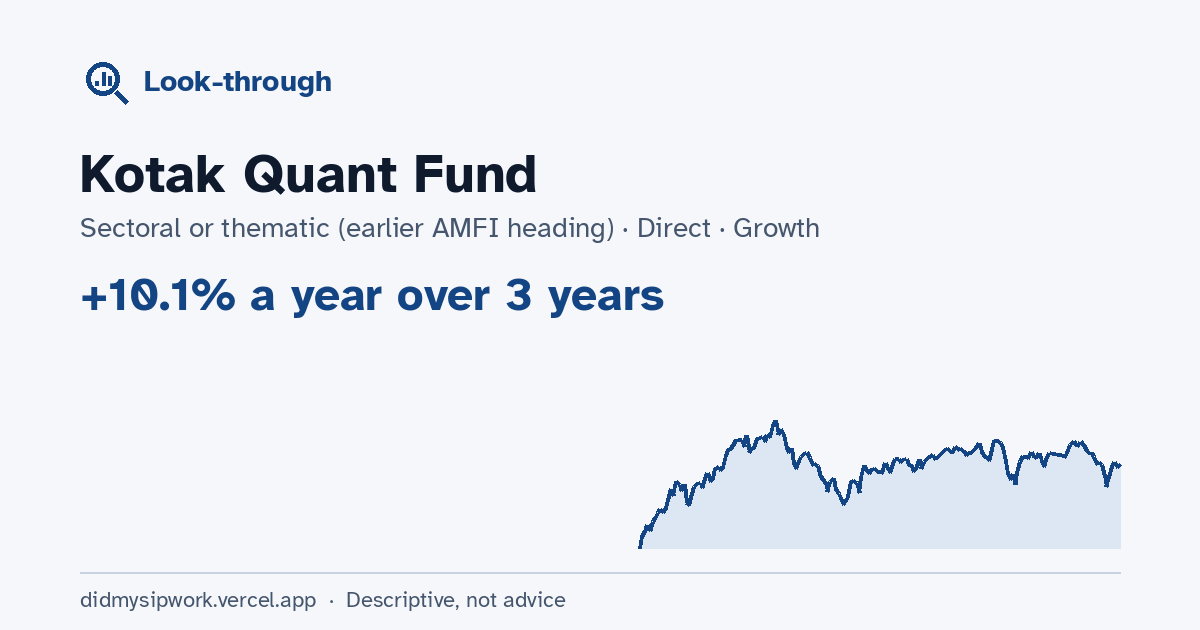 Look-through
Kotak Quant Fund
Sectoral or thematic (earlier AMFI heading) · Direct · Growth
+10.1% a year over 3 years
didmysipwork.vercel.app · Descriptive, not advice